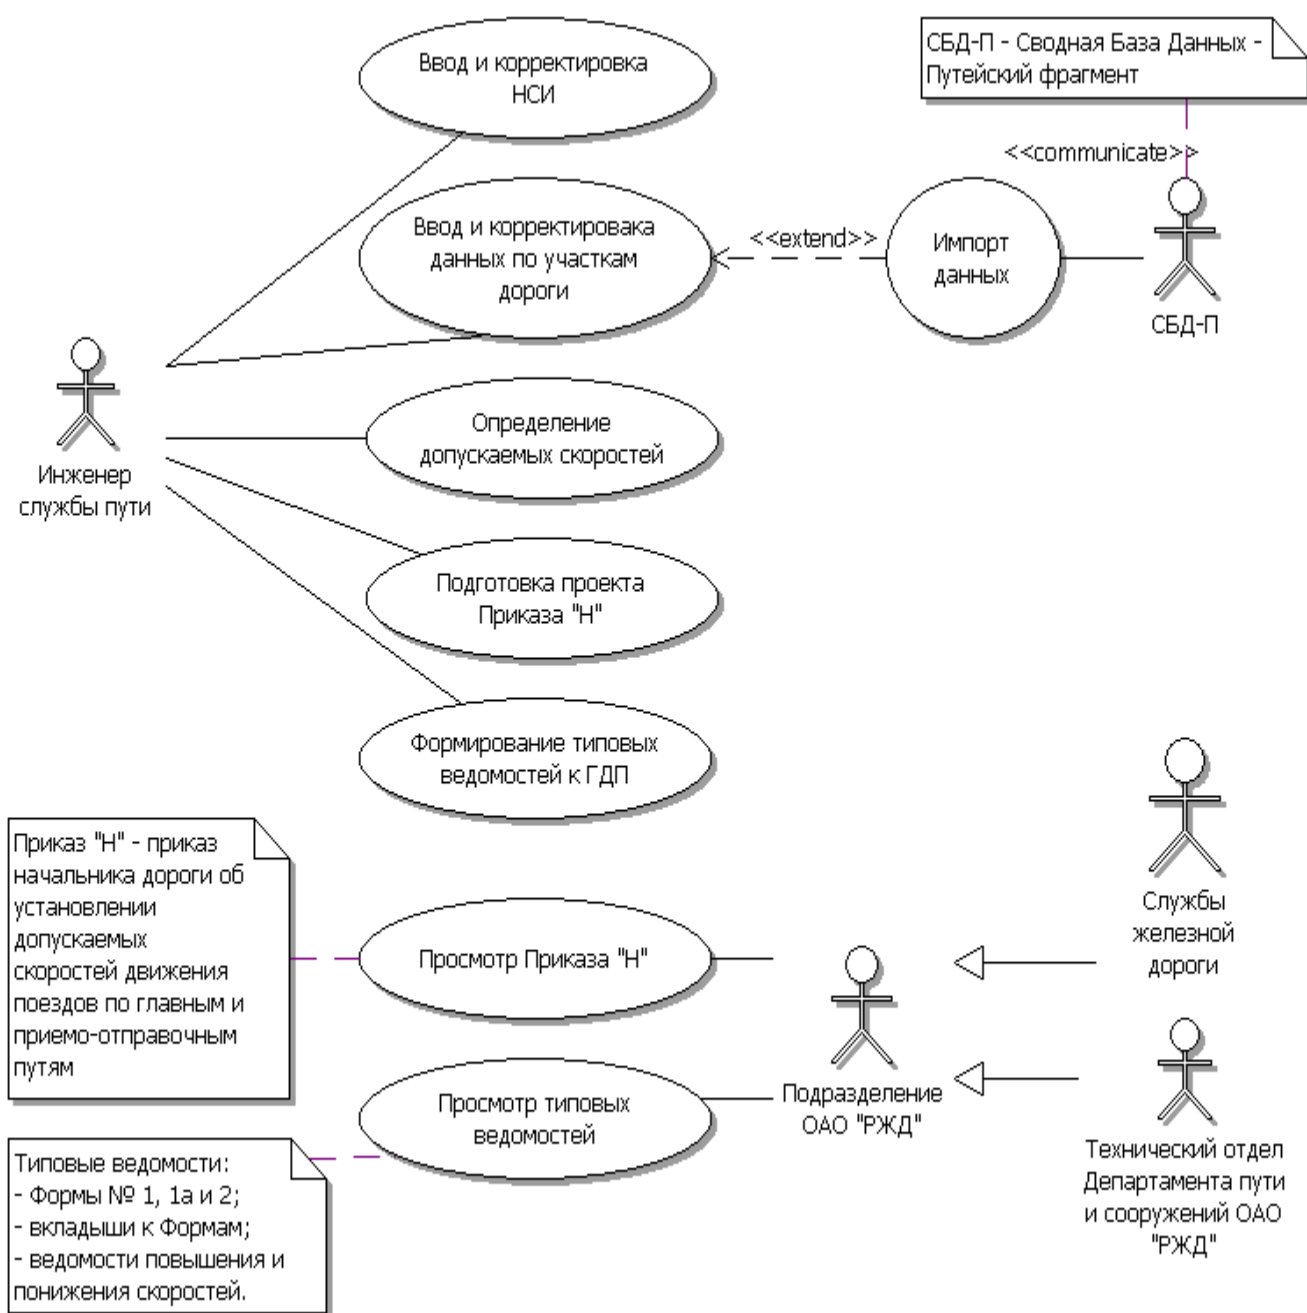 Ввод и корректировка
НСИ
СБД-П - Сводная База Данных -
Путейский фрагмент
<<communicate>>
Ввод и корректировака
данных по участкам
дороги
<<extend>>
Импорт
данных
СБД-П
Инженер
службы пути
Определение
допускаемых скоростей
Подготовка проекта
Приказа "Н"
Формирование типовых
ведомостей к ГДП
Приказ "Н" - приказ
начальника дороги об
установлении
допускаемых
скоростей движения
поездов по главным и
приемо-отправочным
путям
Просмотр Приказа "Н"
Службы
железной
дороги
Просмотр типовых
ведомостей
Подразделение
ОАО "РЖД"
Технический отдел
Департамента пути
и сооружений ОАО
"РЖД"
Типовые ведомости:
- Формы № 1, 1а и 2;
- вкладыши к Формам;
- ведомости повышения и
понижения скоростей.